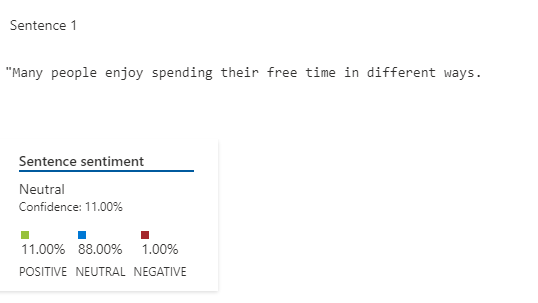 Sentence 1
"Many people enjoy spending their free time in different ways.
Sentence sentiment
Neutral
Confidence: 11.00%
11.00% 88.00% 1.00%
POSITIVE NEUTRAL NEGATIVE